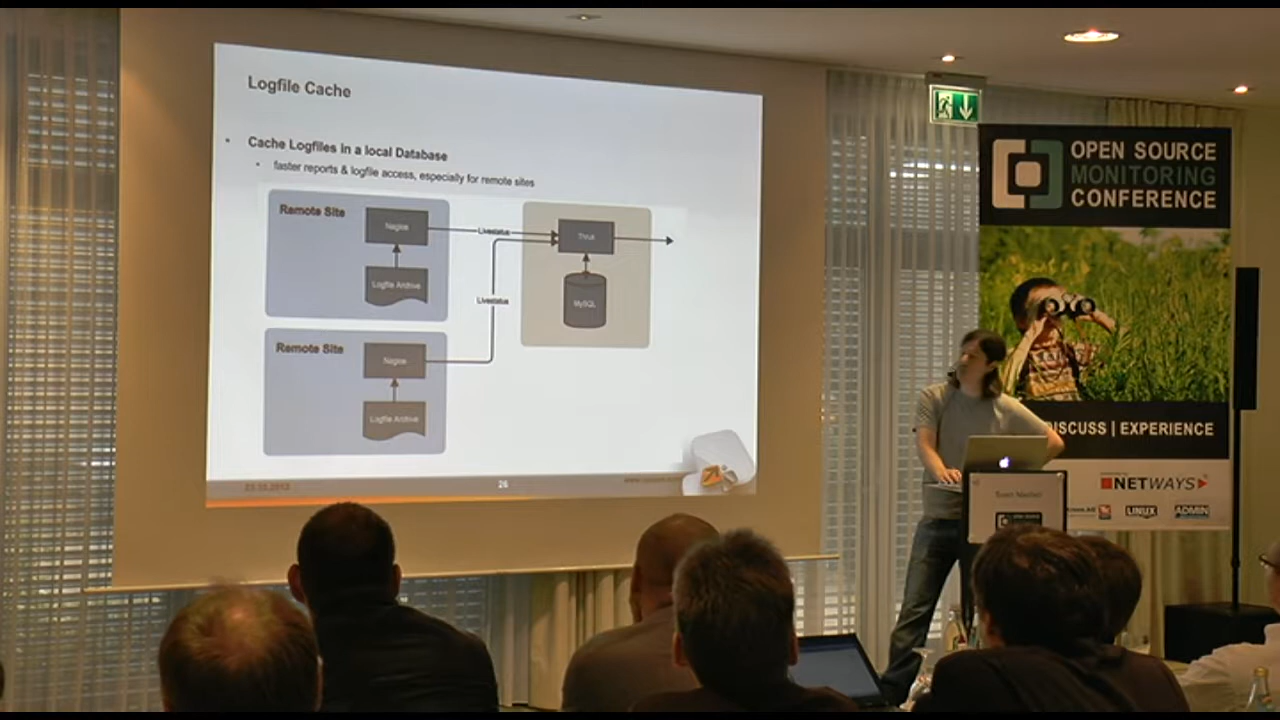 Logfile Cache
Cache Logfiles in a local Database
faster reports & logfile access, especially for remote sites
Remote Site
Nagios
Logfile Archive
Livestatus
Thruk
MySQL
Livestatus
Remote Site
Nagios
Logfile Archive
26
OPEN SOURCE
MONITORING
CONFERENCE
DISCUSS | EXPERIENCE
NETWAYS
LINUX
ADMIN